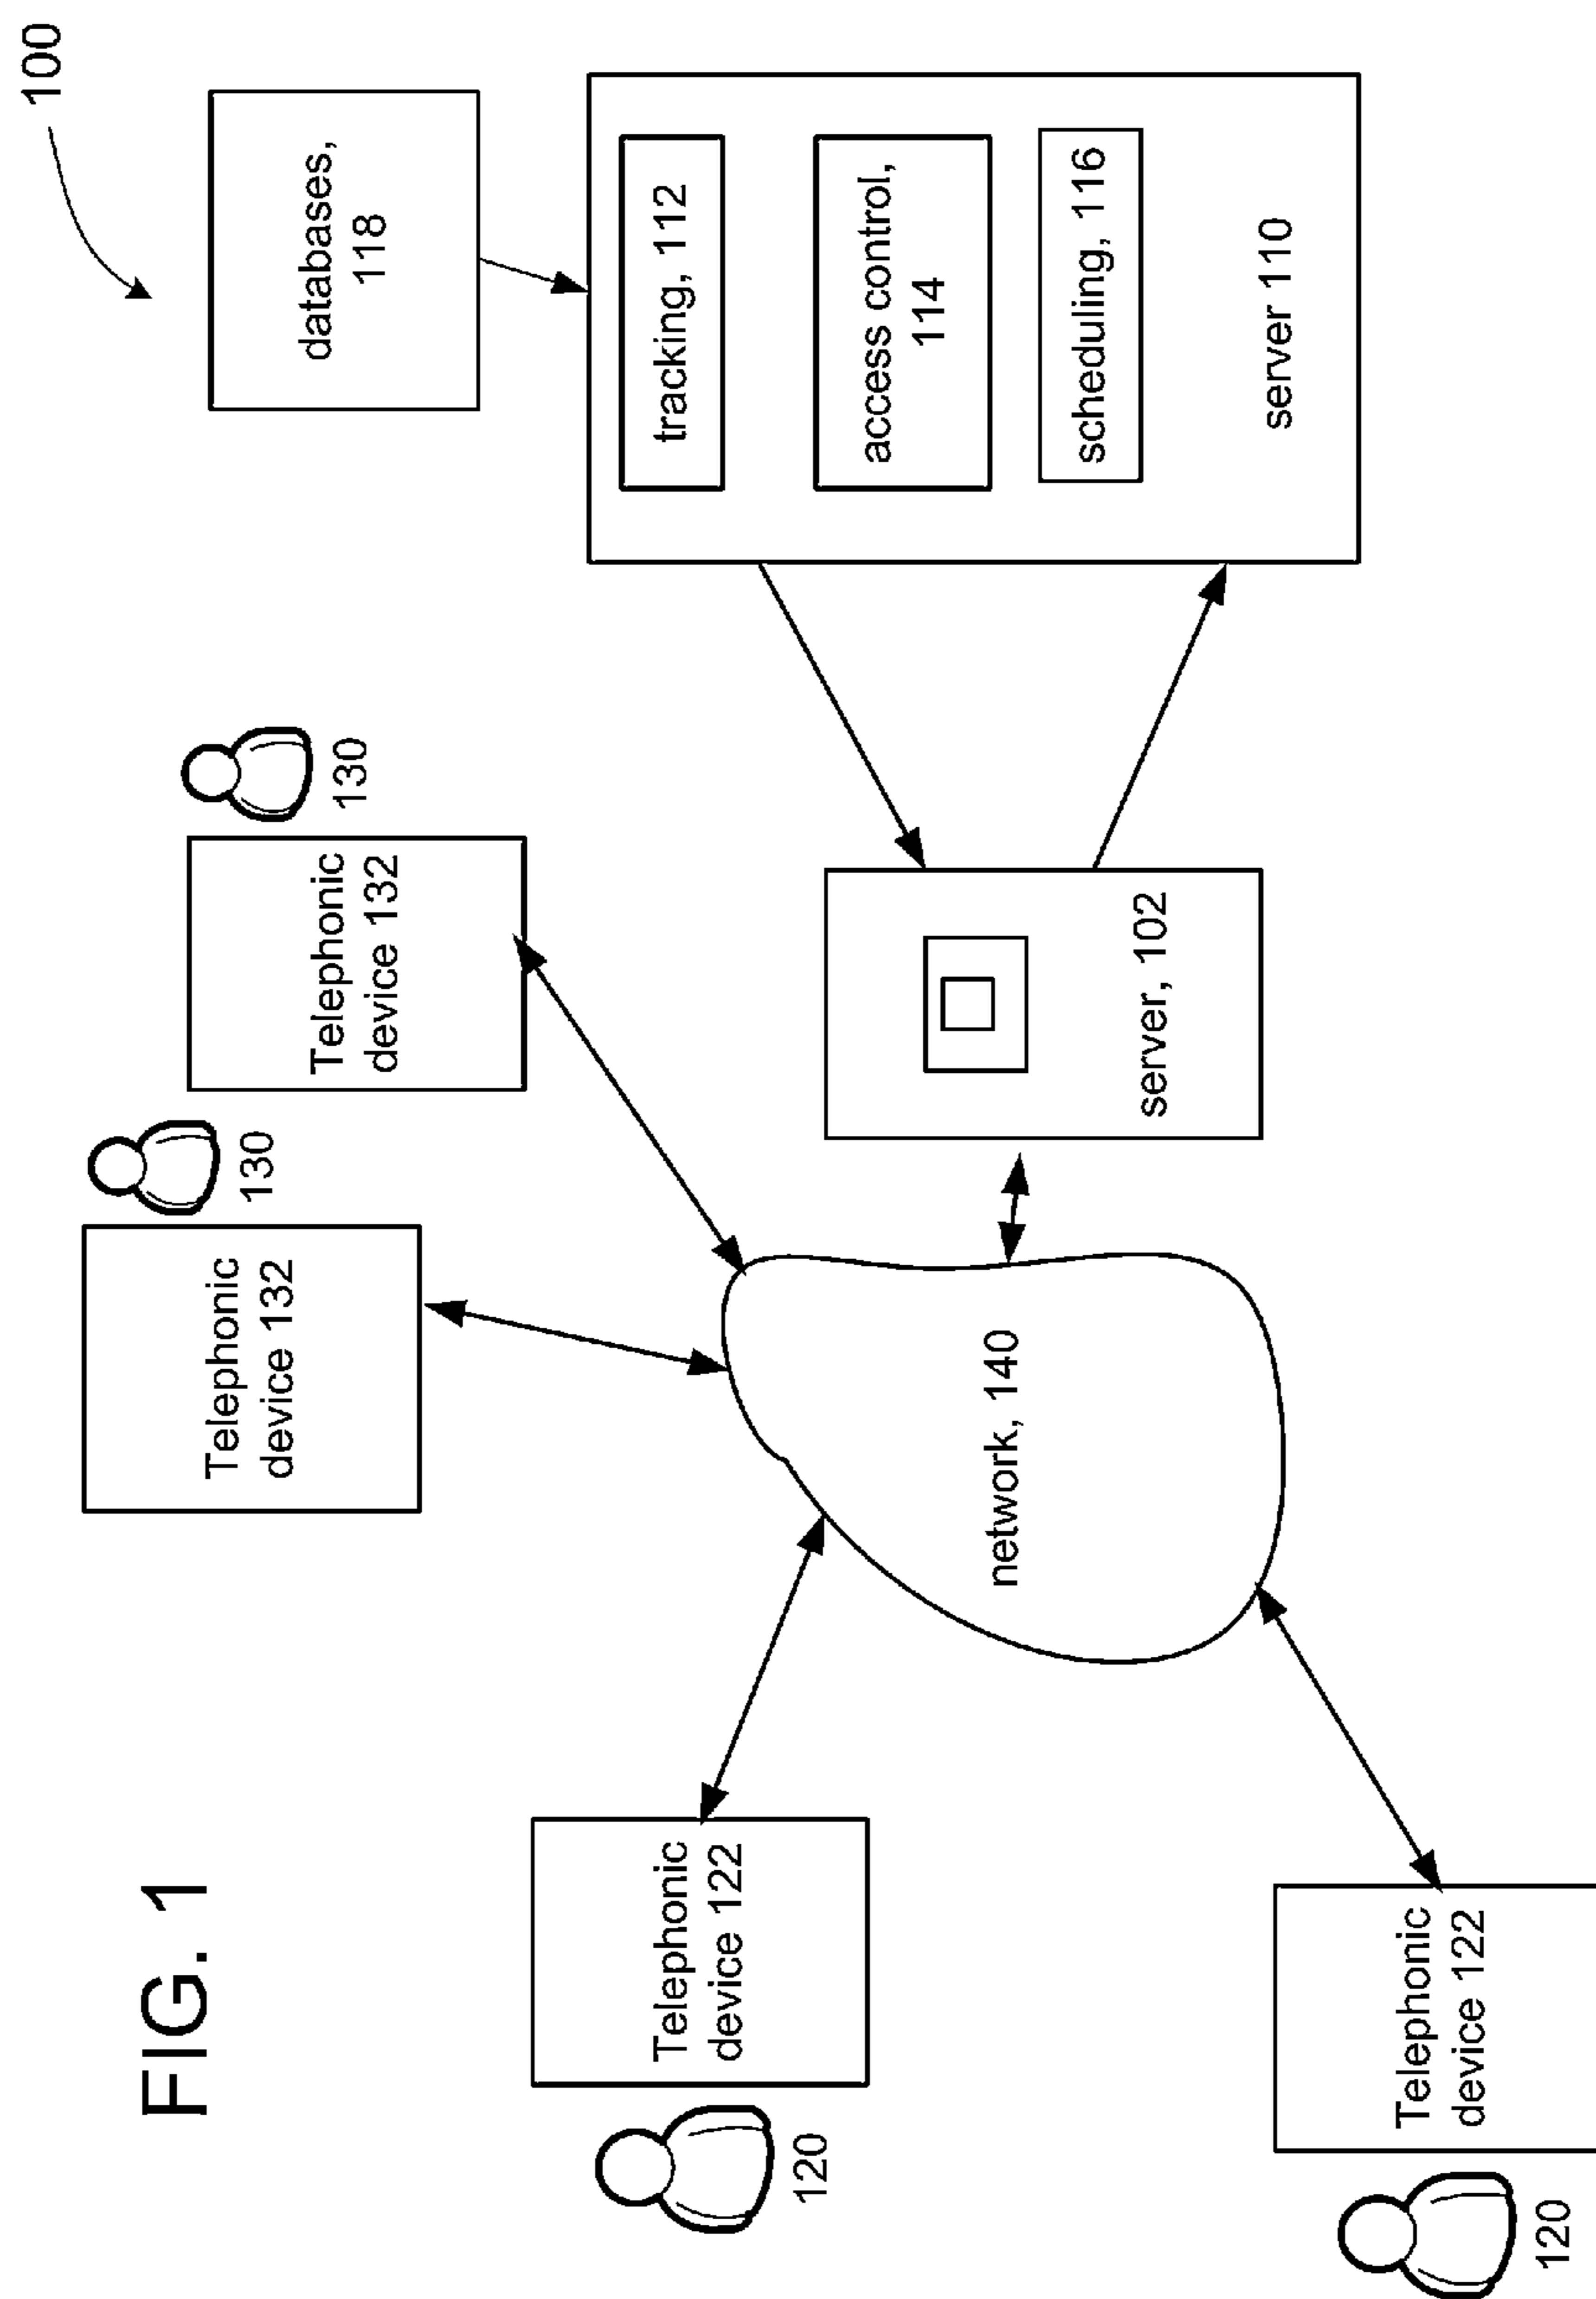 FIG. 1
100
Telephonic
device 132
130
Telephonic
device 132
130
databases,
118
Telephonic
device 122
120
tracking, 112
access control,
114
scheduling, 116
server 110
network, 140
server, 102
Telephonic
device 122
120